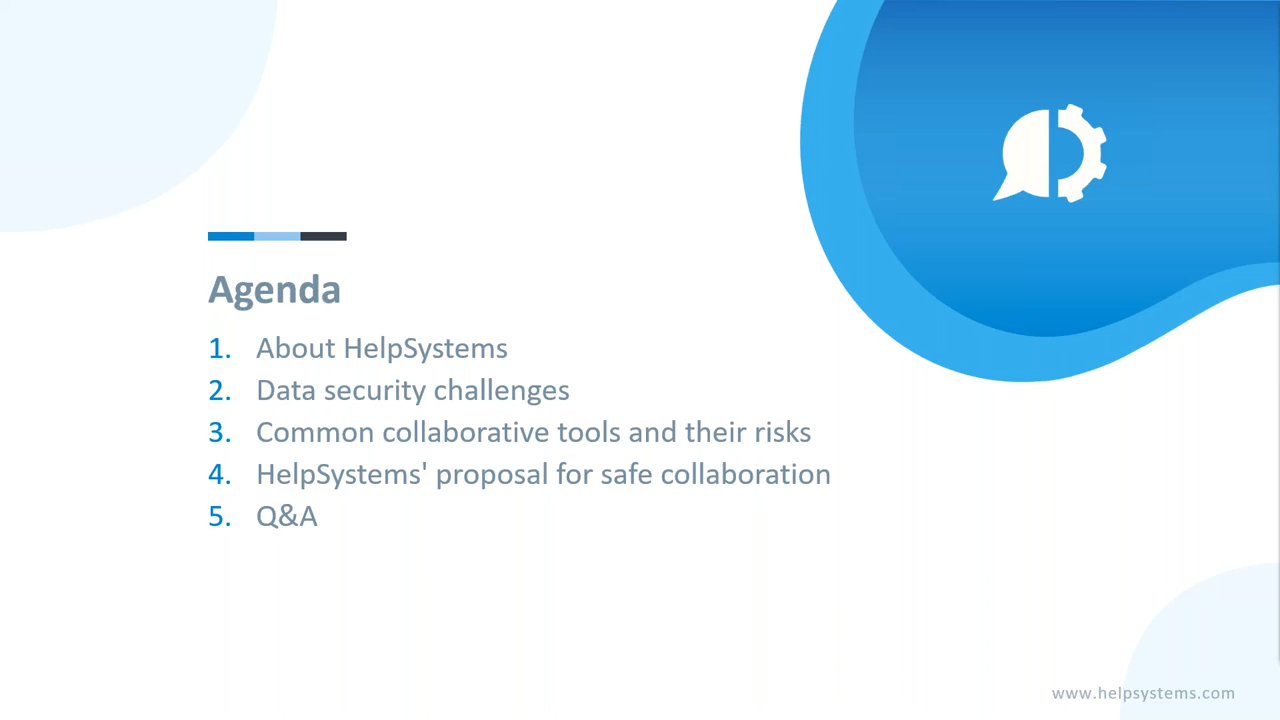 Agenda
1. About HelpSystems
2. Data security challenges
3. Common collaborative tools and their risks
4. HelpSystems' proposal for safe collaboration
5. Q&A
www.helpsystems.com